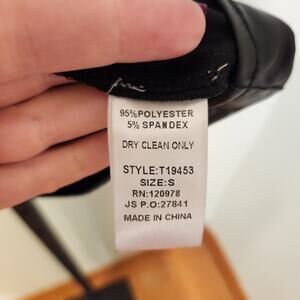 95%POLYESTER
5% SPANDEX
DRY CLEAN ONLY
STYLE:T19453
SIZE:S
RN:120978
JS P.O:27841
MADE IN CHINA